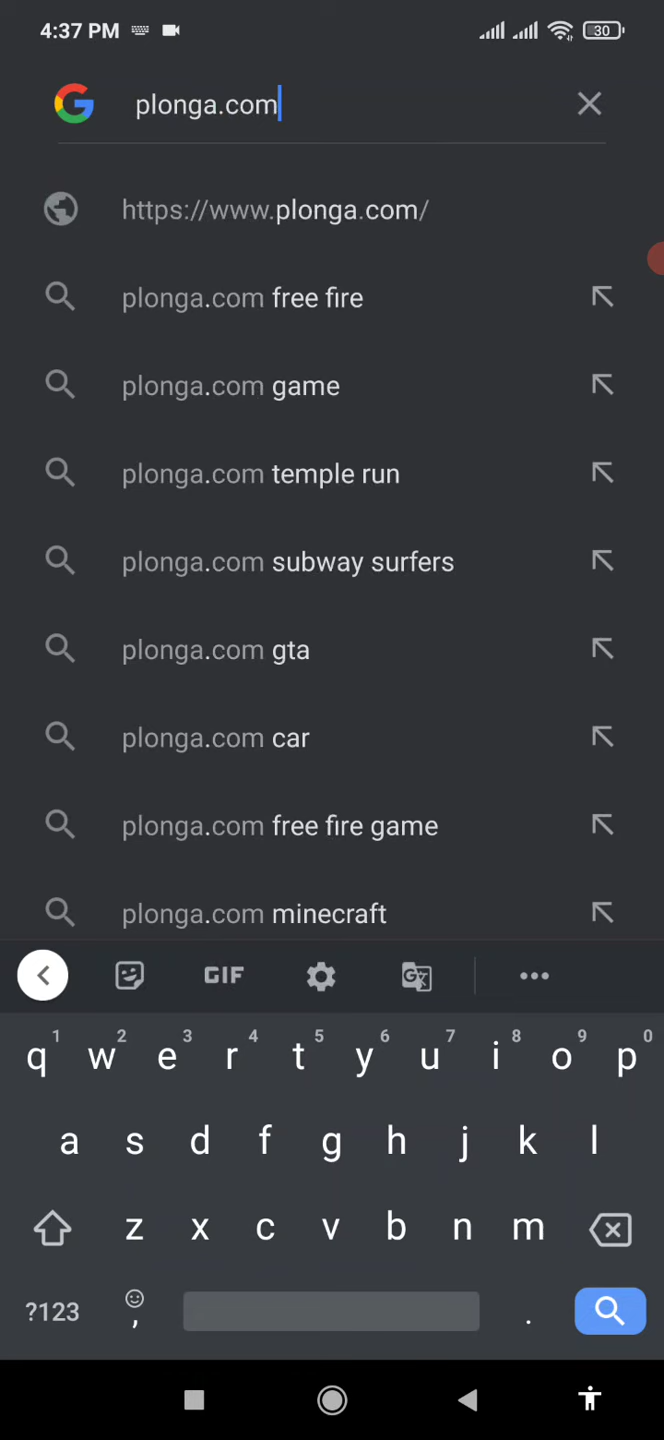 4:37 PM
30
plonga.com
https://www.plonga.com/
plonga.com free fire
plonga.com game
plonga.com temple run
plonga.com subway surfers
plonga.com gta
plonga.com car
plonga.com free fire game
plonga.com minecraft
GIF
1 2 3 4 5 6 7 8 9 0
q w e r t y u i o p
a s d f g h j k l
z x c v b n m
?123 , .